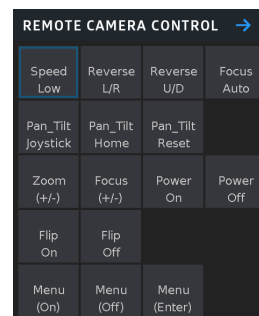 REMOTE CAMERA CONTROL →
Speed Low
Reverse L/R
Reverse U/D
Focus Auto
Pan_Tilt Joystick
Pan_Tilt Home
Pan_Tilt Reset
Zoom (+/-)
Focus (+/-)
Power On
Power Off
Flip On
Flip Off
Menu (On)
Menu (Off)
Menu (Enter)